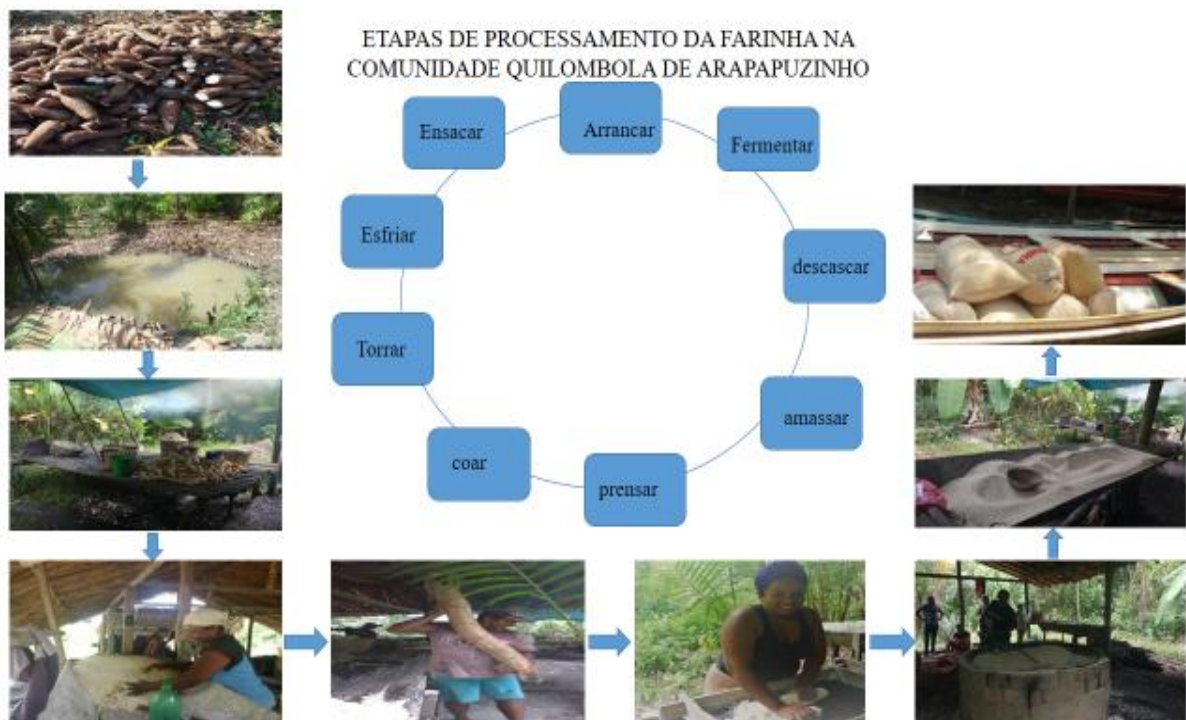 ETAPAS DE PROCESSAMENTO DA FARINHA NA
COMUNIDADE QUILOMBOLA DE ARAPAPUZINHO
Arrancar
Fermentar
descascar
amassar
prensar
coar
Torrar
Esfriar
Ensacar